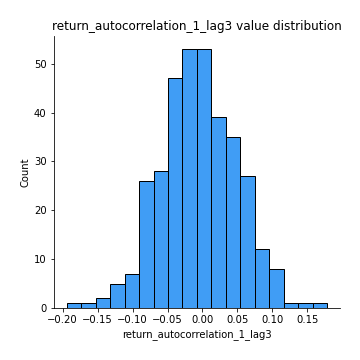 return_autocorrelation_1_lag3 value distribution
Count
50
40
30
20
10
0
−0.20 −0.15 −0.10 −0.05 0.00 0.05 0.10 0.15
return_autocorrelation_1_lag3